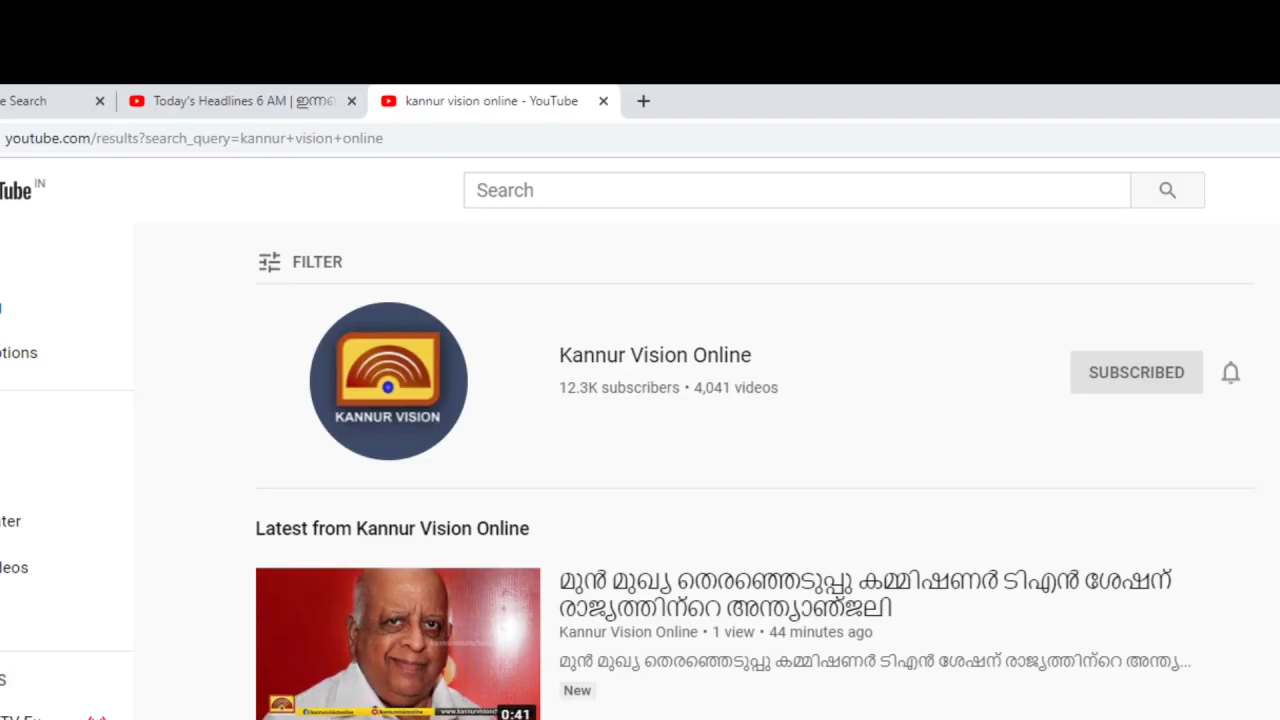 e Search
Today's Headlines 6 AM | ഇന്നത
kannur vision online - YouTube
youtube.com/results?search_query=kannur+vision+online
Tube IN
Search
FILTER
KANNUR VISION
Kannur Vision Online
12.3K subscribers • 4,041 videos
SUBSCRIBED
otions
Latest from Kannur Vision Online
ter
leos
മുൻ മുഖ്യ തെരഞ്ഞെടുപ്പു കമ്മിഷണർ ടിഎൻ ശേഷന്
രാജ്യത്തിന്റെ അന്ത്യാഞ്ജലി
Kannur Vision Online • 1 view • 44 minutes ago
മുൻ മുഖ്യ തെരഞ്ഞെടുപ്പു കമ്മിഷണർ ടിഎൻ ശേഷന് രാജ്യത്തിന്റെ അന്ത്യ...
New
0:41
S